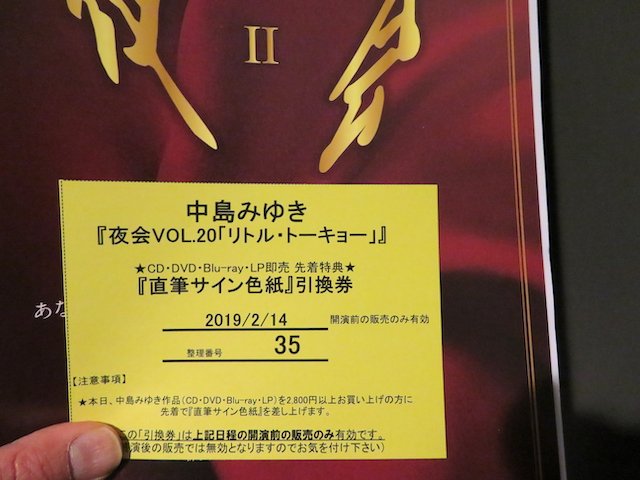 夜 会
II
中島みゆき
『夜会VOL.20「リトル・トーキョー」』
★CD・DVD・Blu-ray・LP即売 先着特典★
『直筆サイン色紙』引換券
2019/2/14 開演前の販売のみ有効
整理番号 35
【注意事項】
★本日、中島みゆき作品(CD・DVD・Blu-ray・LP)を2,800円以上お買い上げの方に
先着で『直筆サイン色紙』を差し上げます。
この「引換券」は上記日程の開演前の販売のみ有効です。
演後の販売では無効となりますのでお気を付け下さい)
あな